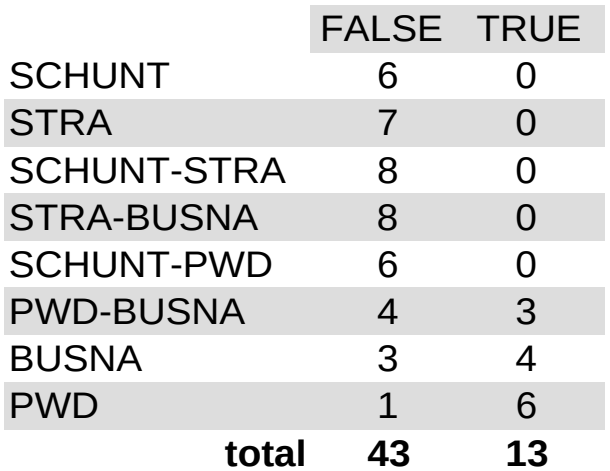 FALSE TRUE
SCHUNT 6 0
STRA 7 0
SCHUNT-STRA 8 0
STRA-BUSNA 8 0
SCHUNT-PWD 6 0
PWD-BUSNA 4 3
BUSNA 3 4
PWD 1 6
total 43 13